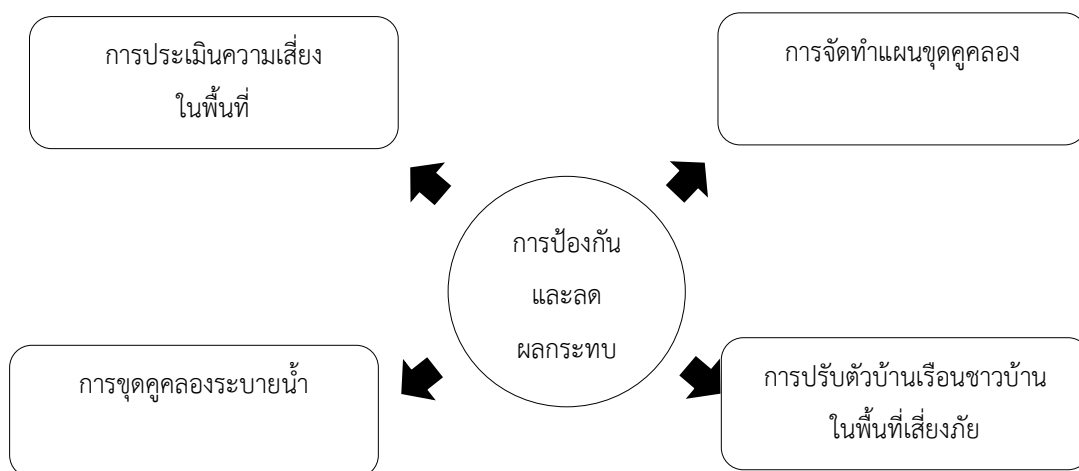 การประเมินความเสี่ยง
ในพื้นที่
การจัดทำแผนขุดคูคลอง
การป้องกัน
และลด
ผลกระทบ
การขุดคูคลองระบายน้ำ
การปรับตัวบ้านเรือนชาวบ้าน
ในพื้นที่เสี่ยงภัย